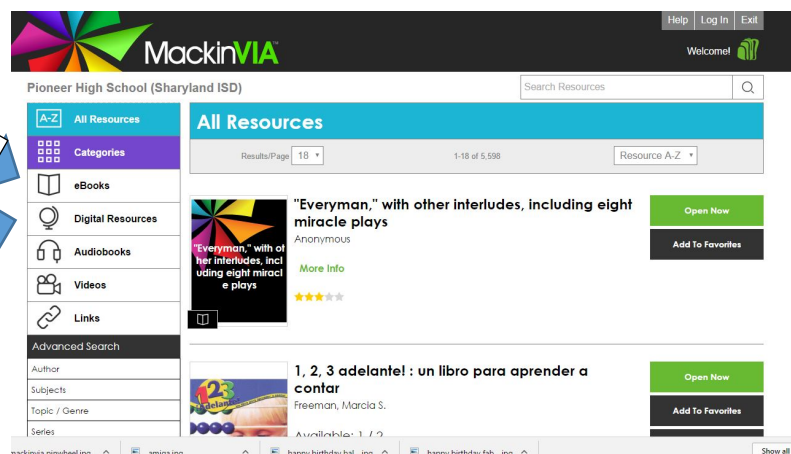 Help Log In Exit
MackinVIA
Welcome!
Pioneer High School (Sharyland ISD)
Search Resources
A-Z All Resources
Categories
eBooks
Digital Resources
Audiobooks
Videos
Links
Advanced Search
Author
Subjects
Topic / Genre
Series
All Resources
Results/Page 18
1-18 of 5,598
Resource A-Z
"Everyman," with ot
her interludes, incl
uding eight miracl
e plays
"Everyman," with other interludes, including eight
miracle plays
Anonymous
More Info
Open Now
Add To Favorites
123
1, 2, 3 adelante! : un libro para aprender a
contar
Freeman, Marcia S.
Available: 1 / 2
Open Now
Add To Favorites
Show all